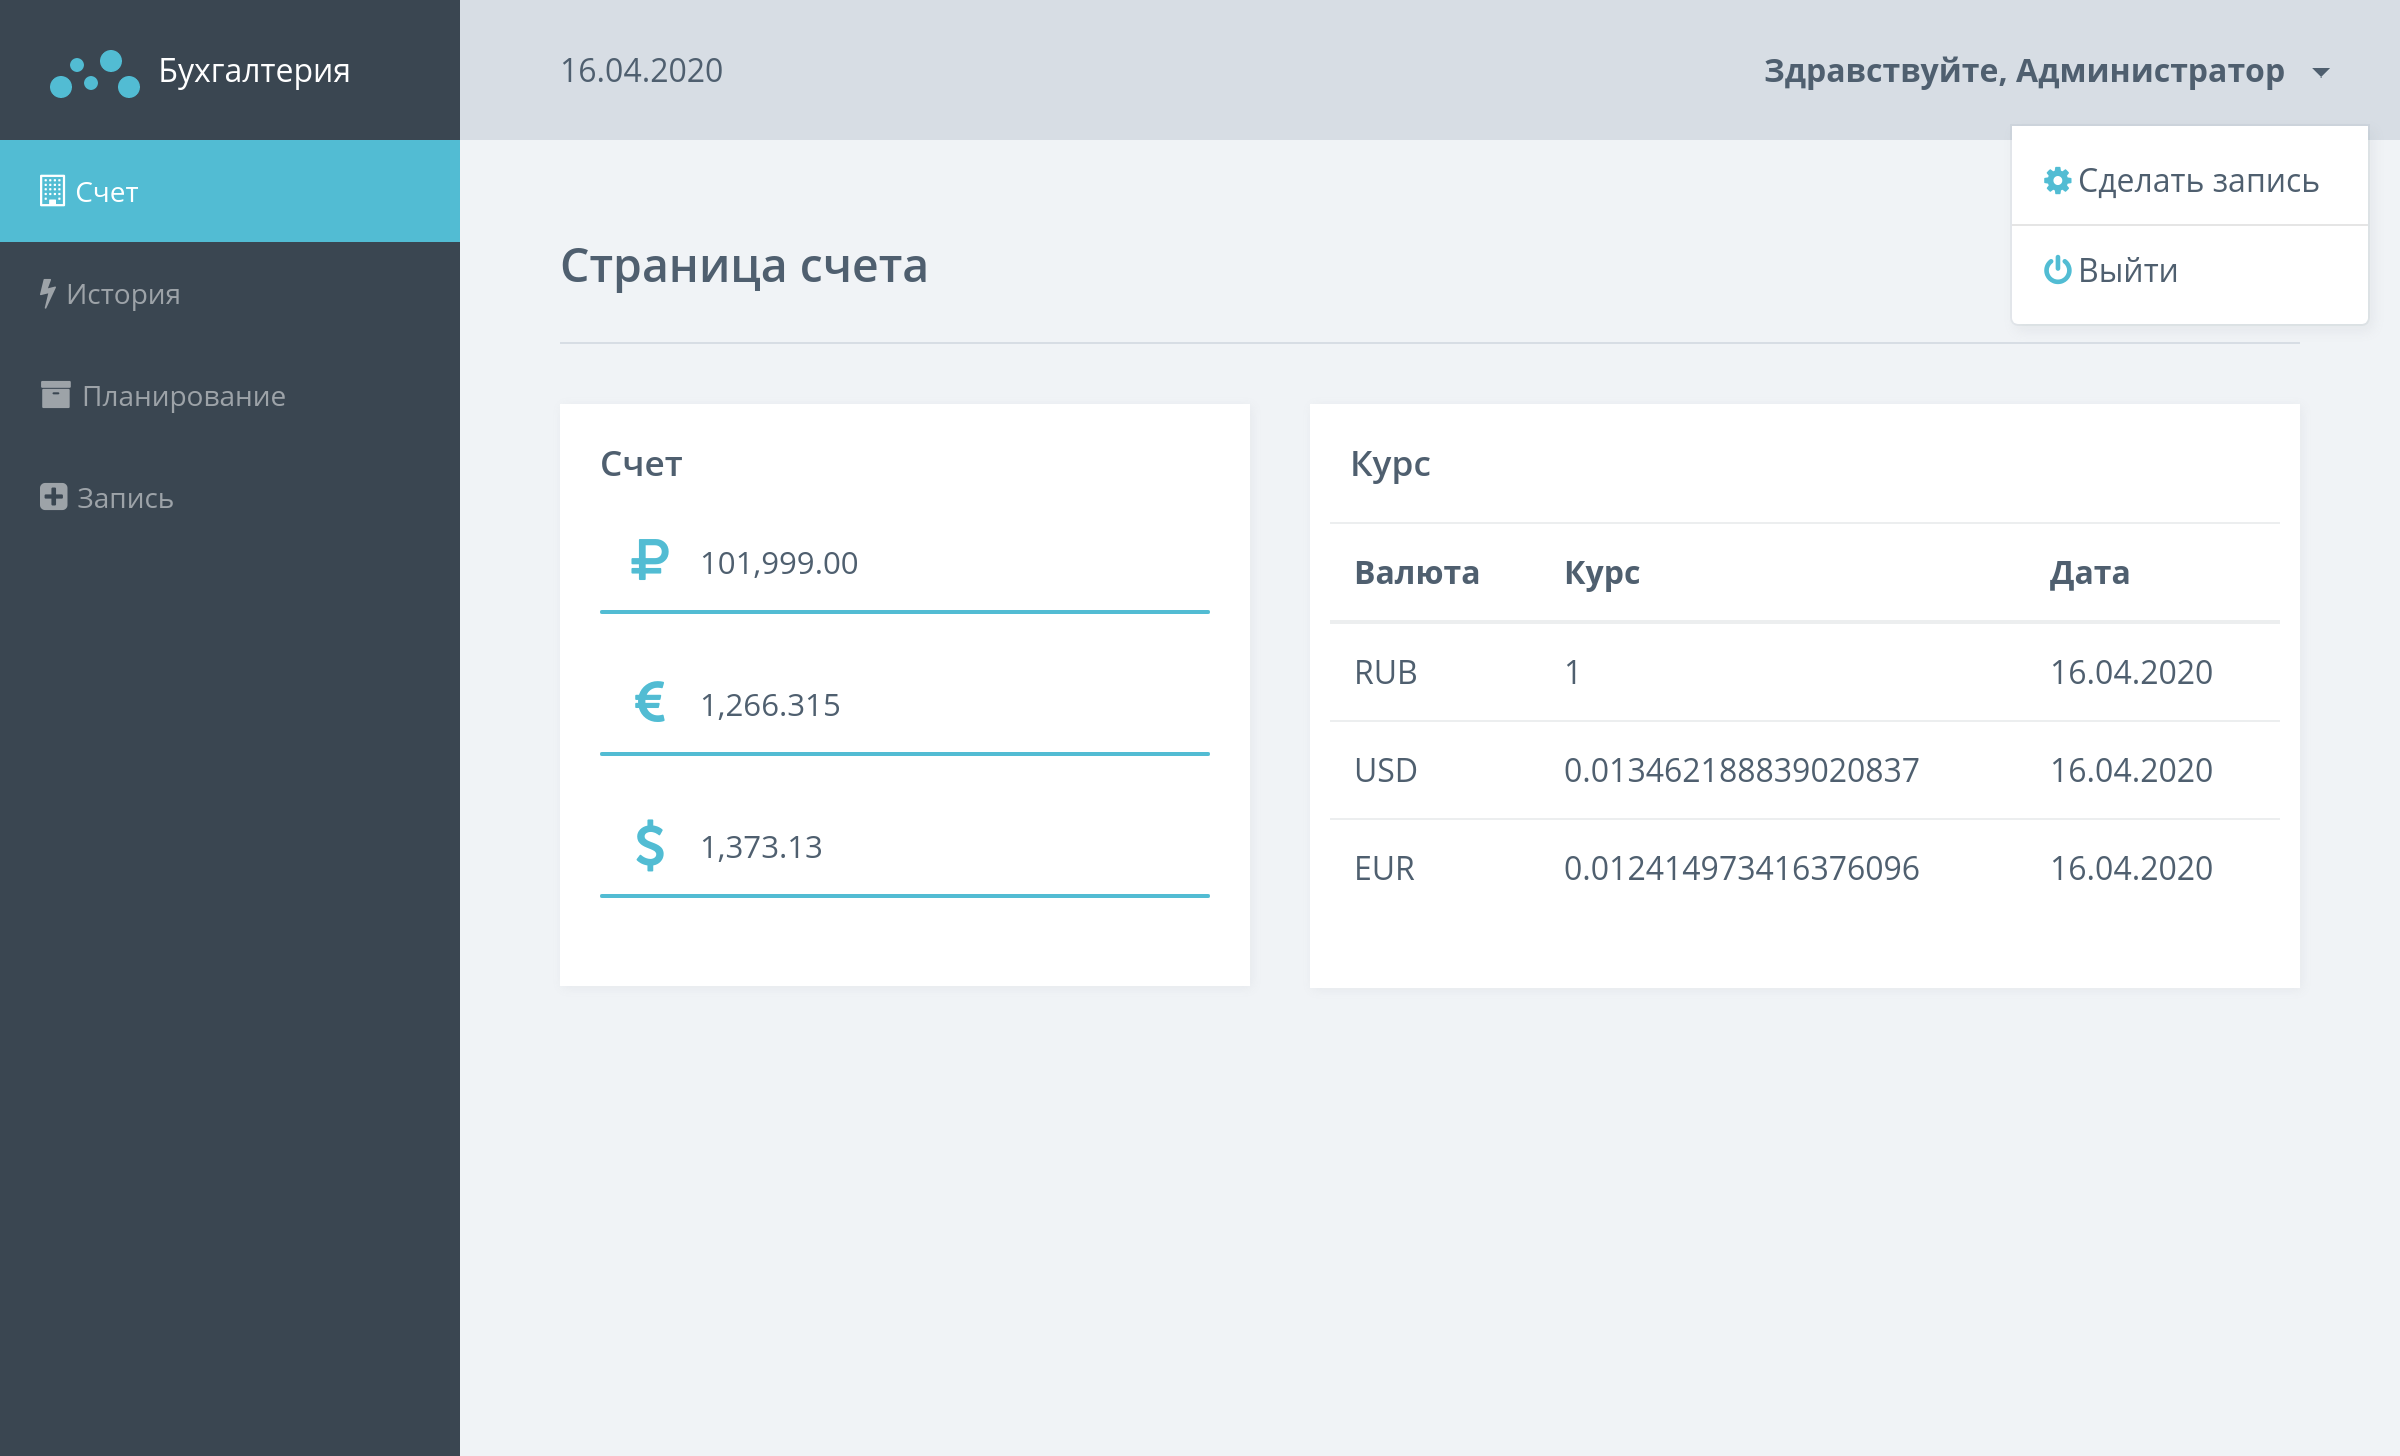 Бухгалтерия
16.04.2020
Здравствуйте, Администратор
Сделать запись
Выйти
Счет
История
Планирование
Запись
Страница счета
Счет
₽ 101,999.00
€ 1,266.315
$ 1,373.13
Курс
Валюта Курс Дата
RUB 1 16.04.2020
USD 0.013462188839020837 16.04.2020
EUR 0.012414973416376096 16.04.2020